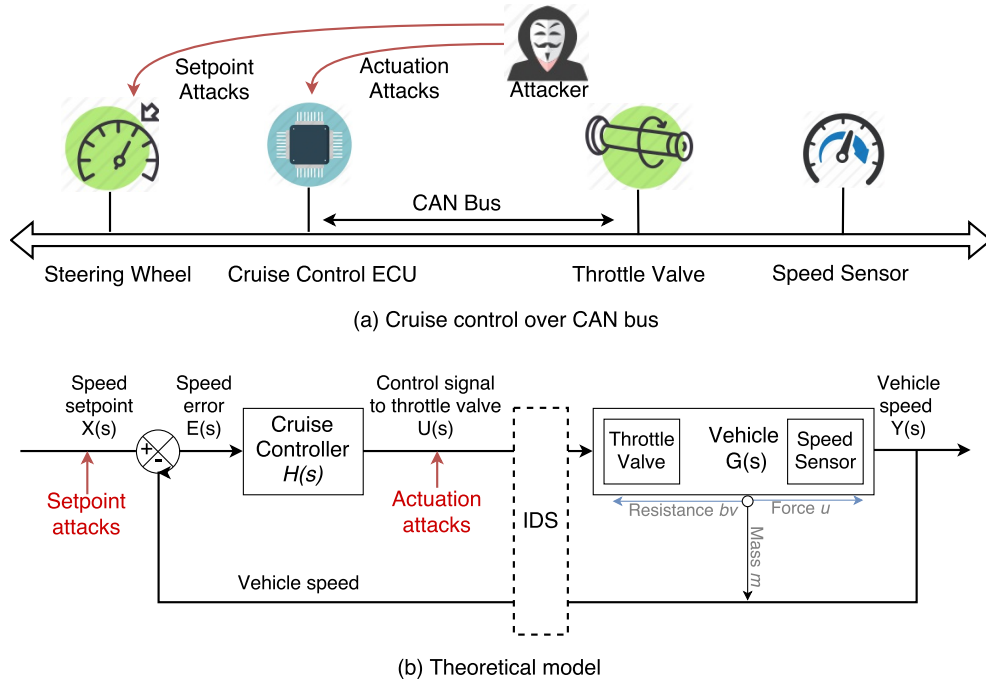 Setpoint
Attacks
Actuation
Attacks
Attacker
CAN Bus
Steering Wheel
Cruise Control ECU
Throttle Valve
Speed Sensor
(a) Cruise control over CAN bus
Speed
setpoint
X(s)
Speed
error
E(s)
Control signal
to throttle valve
U(s)
Vehicle
speed
Y(s)
+
-
Cruise
Controller
H(s)
Throttle
Valve
Vehicle
G(s)
Speed
Sensor
Setpoint
attacks
Actuation
attacks
IDS
Resistance bv
Force u
Mass m
Vehicle speed
(b) Theoretical model